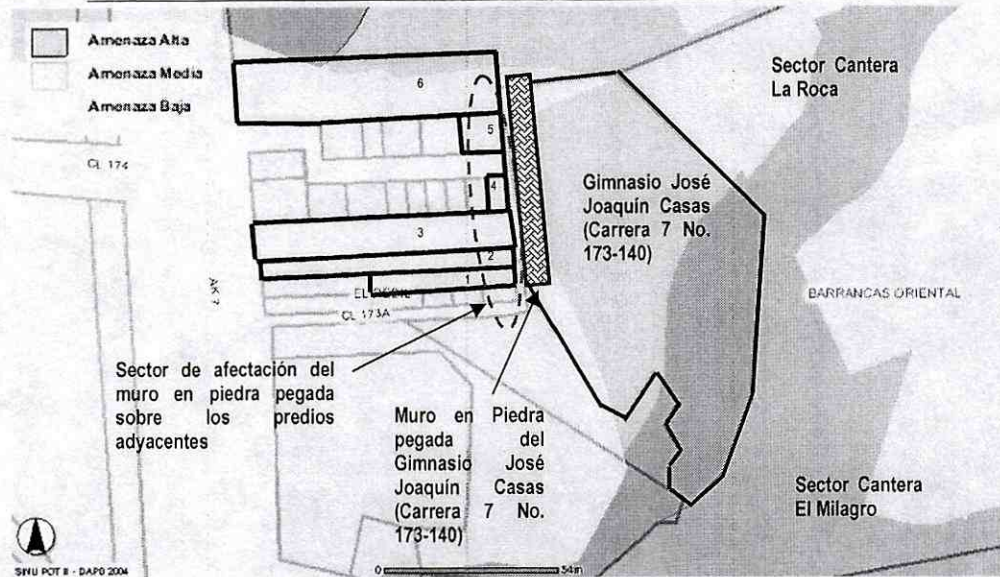 Amenaza Alta
Amenaza Media
Amenaza Baja
CL 174
6
5
4
3
2
1
AK 7
CL 173A
Sector Cantera
La Roca
Gimnasio José
Joaquín Casas
(Carrera 7 No.
173-140)
BARRANCAS ORIENTAL
Sector de afectación del
muro en piedra pegada
sobre los predios
adyacentes
Muro en Piedra
pegada del
Gimnasio José
Joaquín Casas
(Carrera 7 No.
173-140)
Sector Cantera
El Milagro
SINU POT II - DAPD 2004
0 54m